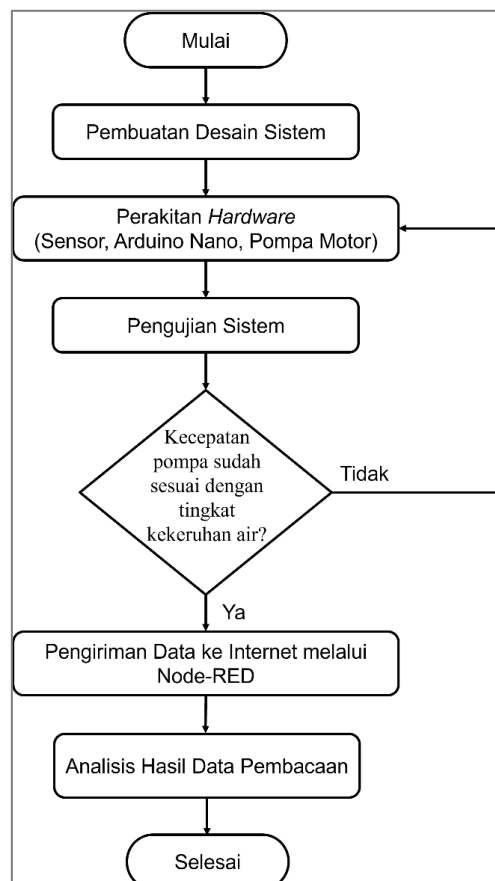 Mulai
Pembuatan Desain Sistem
Perakitan Hardware
(Sensor, Arduino Nano, Pompa Motor)
Pengujian Sistem
Kecepatan
pompa sudah
sesuai dengan
tingkat
kekeruhan air?
Tidak
Ya
Pengiriman Data ke Internet melalui
Node-RED
Analisis Hasil Data Pembacaan
Selesai